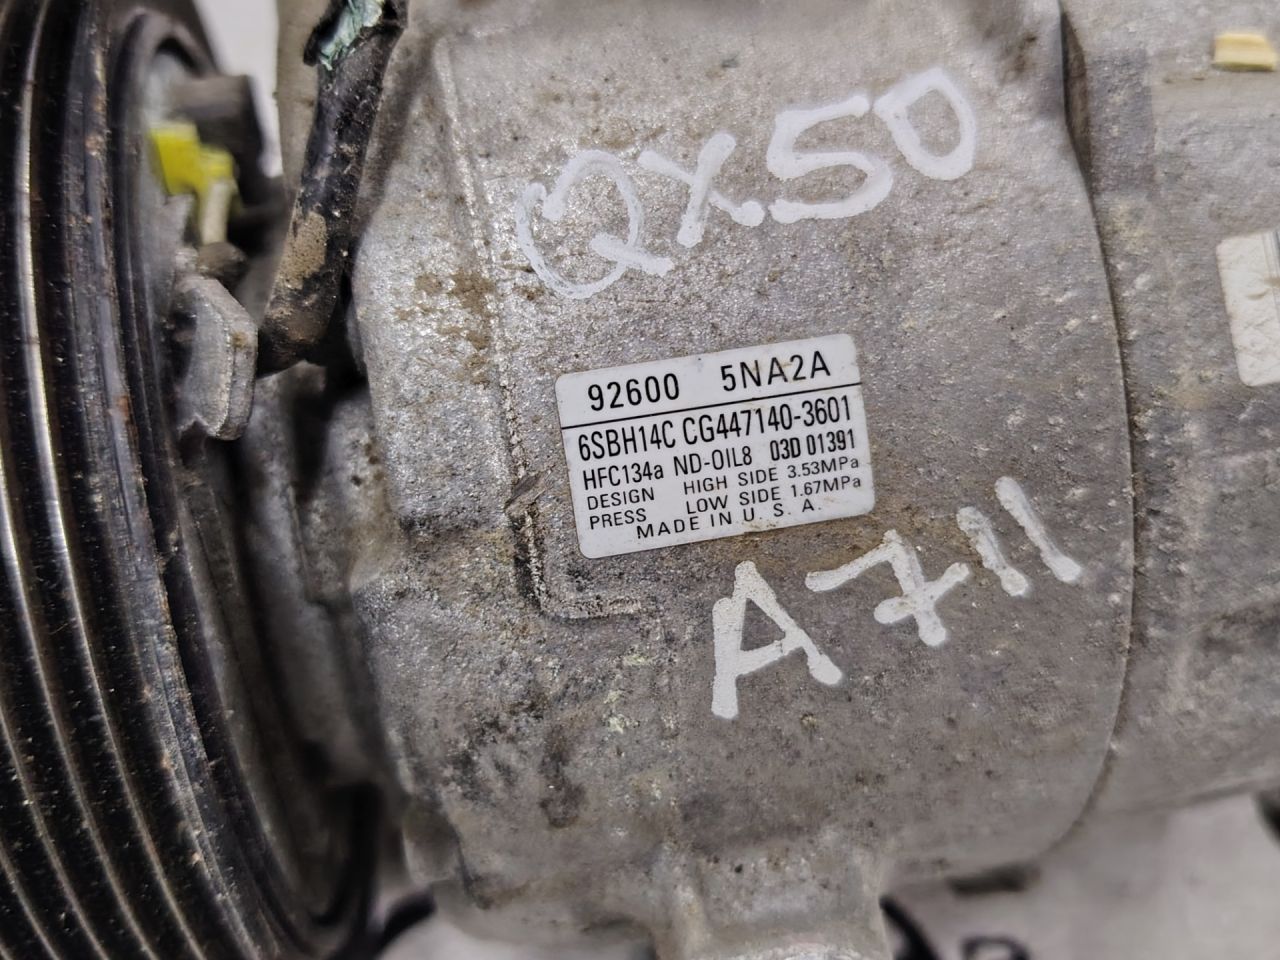 QX50
92600 5NA2A
6SBH14C CG447140-3601
HFC134a ND-OIL8 03D 01391
DESIGN HIGH SIDE 3.53MPa
PRESS LOW SIDE 1.67MPa
MADE IN U. S. A.
A711